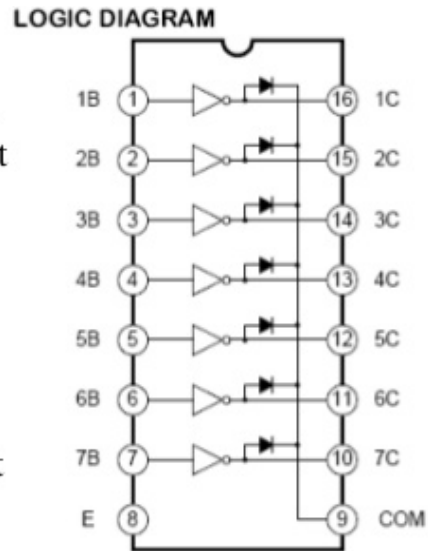 LOGIC DIAGRAM
1B 1 16 1C
t
2B 2 15 2C
3B 3 14 3C
4B 4 13 4C
5B 5 12 5C
6B 6 11 6C
7B 7 10 7C
t
E 8 9 COM